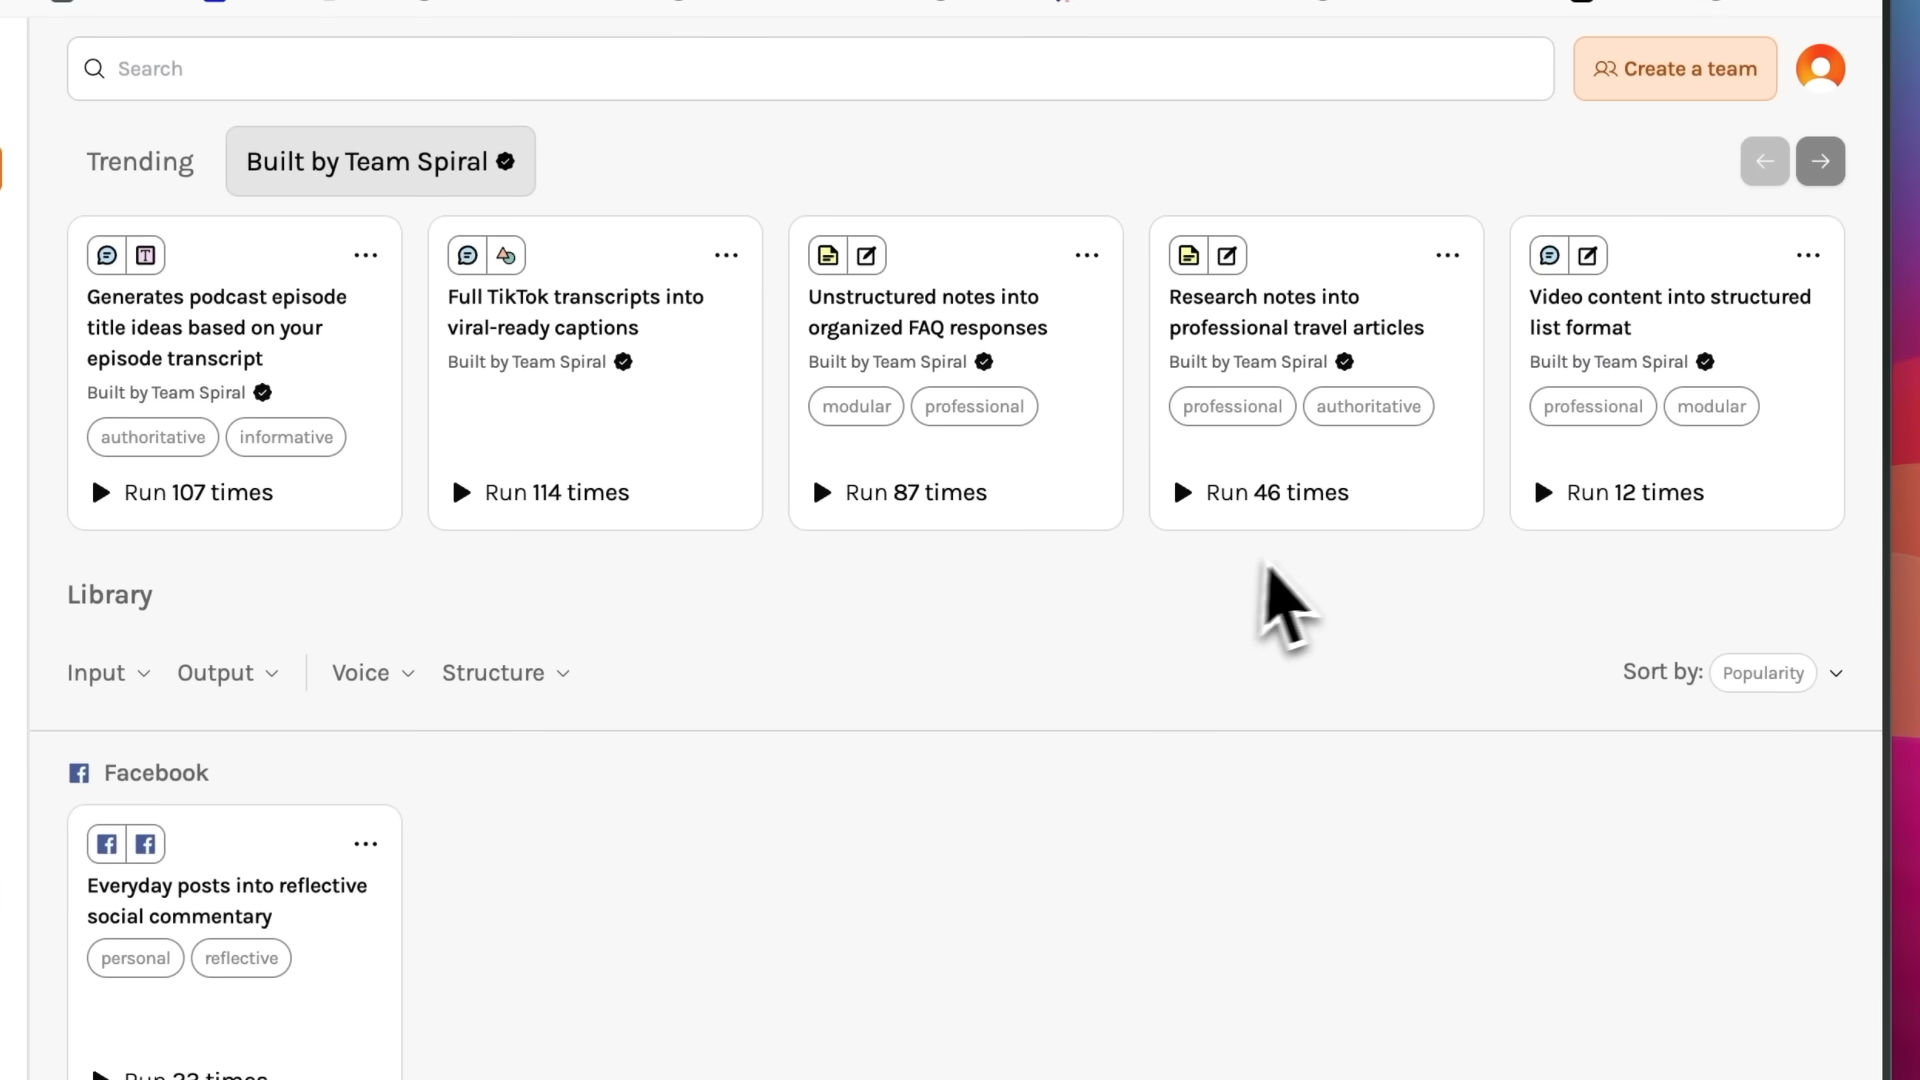 Search
Create a team
Trending
Built by Team Spiral
Generates podcast episode
title ideas based on your
episode transcript
Built by Team Spiral
authoritative
informative
Run 107 times
Full TikTok transcripts into
viral-ready captions
Built by Team Spiral
Run 114 times
Unstructured notes into
organized FAQ responses
Built by Team Spiral
modular
professional
Run 87 times
Research notes into
professional travel articles
Built by Team Spiral
professional
authoritative
Run 46 times
Video content into structured
list format
Built by Team Spiral
professional
modular
Run 12 times
Library
Input
Output
Voice
Structure
Sort by: Popularity
Facebook
Everyday posts into reflective
social commentary
personal
reflective
Run 23 times